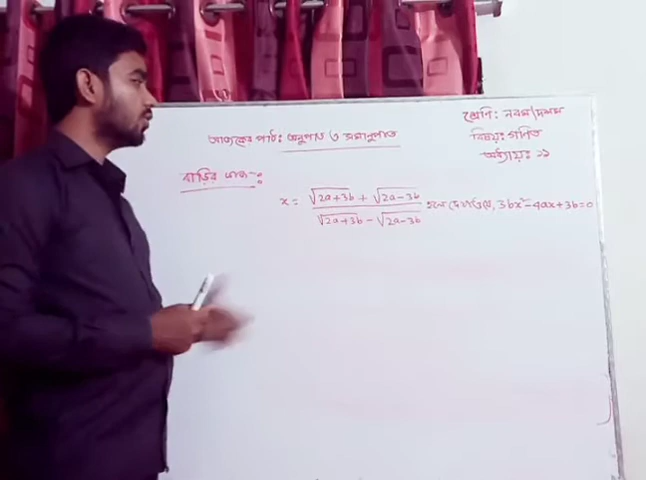 শ্রেণি: নবম/দশম
আজকের পাঠ: অনুপাত ও সমানুপাত
বিষয়: গণিত
অধ্যায়: ১১
বাড়ির কাজ:
x = (√(2a+3b) + √(2a-3b)) / (√(2a+3b) - √(2a-3b)) হলে দেখাও যে, 3bx² - 4ax + 3b = 0